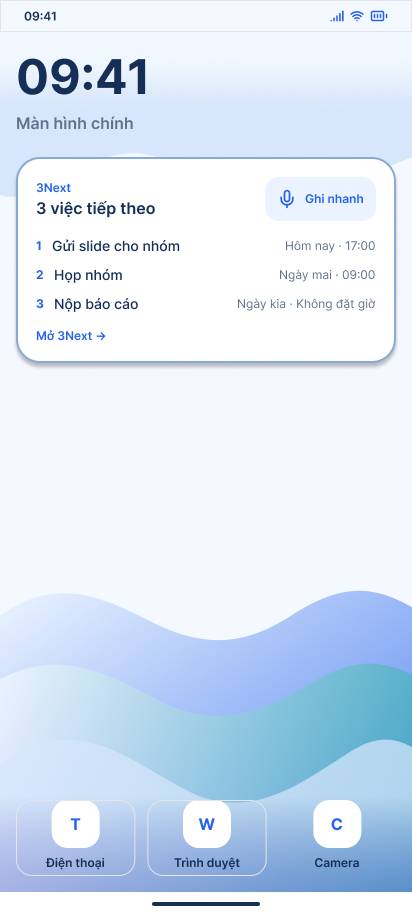 09:41
09:41
Màn hình chính
3Next
3 việc tiếp theo
Ghi nhanh
1 Gửi slide cho nhóm Hôm nay · 17:00
2 Họp nhóm Ngày mai · 09:00
3 Nộp báo cáo Ngày kia · Không đặt giờ
Mở 3Next →
T W C
Điện thoại Trình duyệt Camera